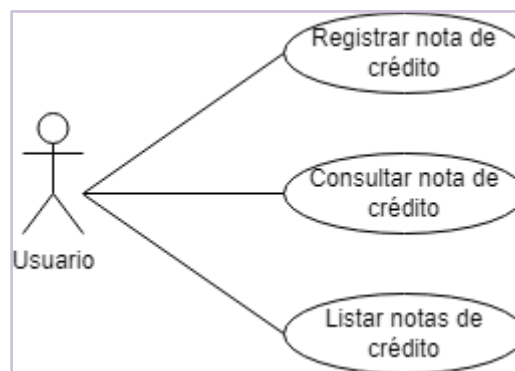 Registrar nota de
crédito
Consultar nota de
crédito
Usuario
Listar notas de
crédito